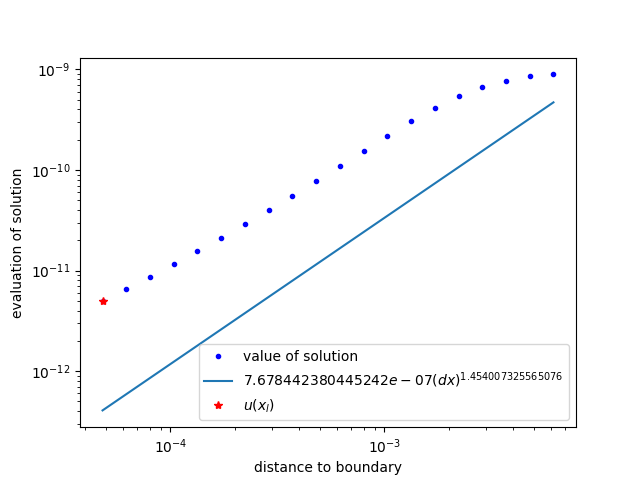 10⁻⁹
10⁻¹⁰
10⁻¹¹
10⁻¹²
evaluation of solution
value of solution
7.678442380445242e − 07(dx)¹·⁴⁵⁴⁰⁰⁷³²⁵⁵⁶⁵⁰⁷⁶
u(xₗ)
10⁻⁴
10⁻³
distance to boundary